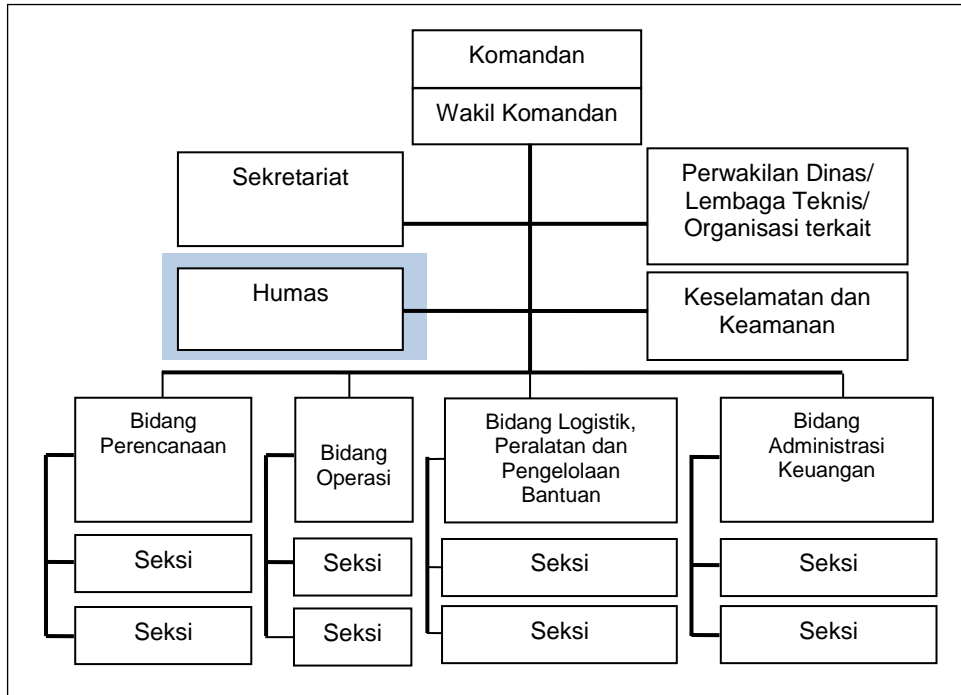 Komandan
Wakil Komandan
Sekretariat
Perwakilan Dinas/
Lembaga Teknis/
Organisasi terkait
Humas
Keselamatan dan
Keamanan
Bidang
Perencanaan
Bidang
Operasi
Bidang Logistik,
Peralatan dan
Pengelolaan
Bantuan
Bidang
Administrasi
Keuangan
Seksi
Seksi
Seksi
Seksi
Seksi
Seksi
Seksi
Seksi